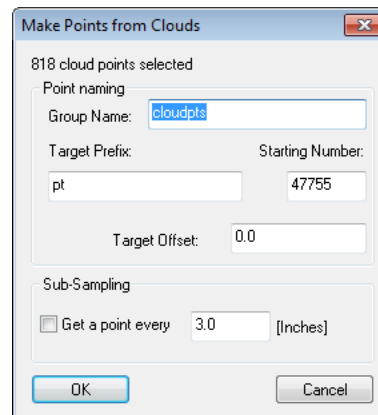 Make Points from Clouds
818 cloud points selected
Point naming
Group Name: cloudpts
Target Prefix: Starting Number:
pt 47755
Target Offset: 0.0
Sub-Sampling
Get a point every 3.0 [Inches]
OK Cancel